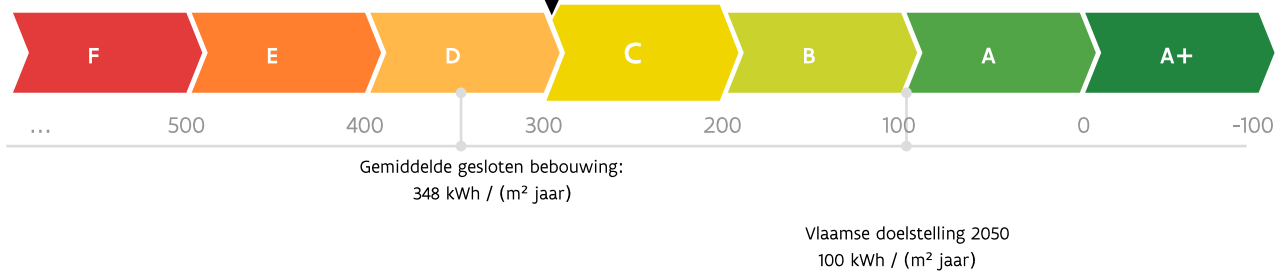 F E D C B A A+
... 500 400 300 200 100 0 -100
Gemiddelde gesloten bebouwing:
348 kWh / (m² jaar)
Vlaamse doelstelling 2050
100 kWh / (m² jaar)